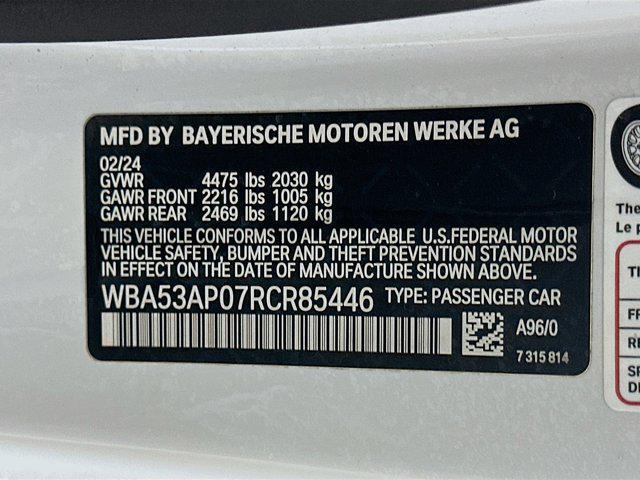 MFD BY BAYERISCHE MOTOREN WERKE AG
02/24
GVWR 4475 lbs 2030 kg
GAWR FRONT 2216 lbs 1005 kg
GAWR REAR 2469 lbs 1120 kg
THIS VEHICLE CONFORMS TO ALL APPLICABLE U.S.FEDERAL MOTOR
VEHICLE SAFETY, BUMPER AND THEFT PREVENTION STANDARDS
IN EFFECT ON THE DATE OF MANUFACTURE SHOWN ABOVE.
WBA53AP07RCR85446 TYPE: PASSENGER CAR
A96/0
7 315 814
The
Le p